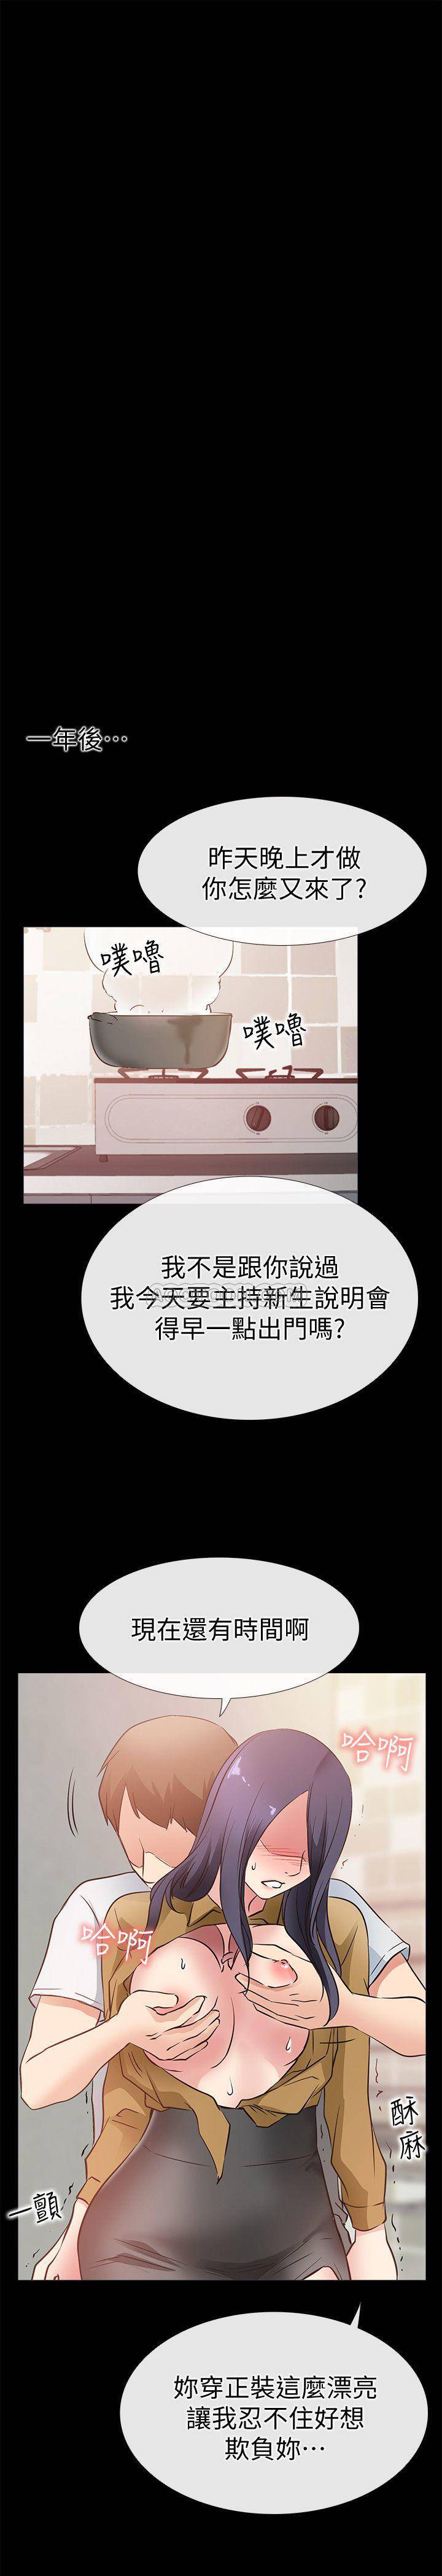 一年後…
昨天晚上才做
你怎麼又來了?
噗嚕
噗嚕
我不是跟你說過
我今天要主持新生說明會
得早一點出門嗎?
現在還有時間啊
哈啊
哈啊
酥麻
一顫
妳穿正裝這麼漂亮
讓我忍不住好想
欺負妳…